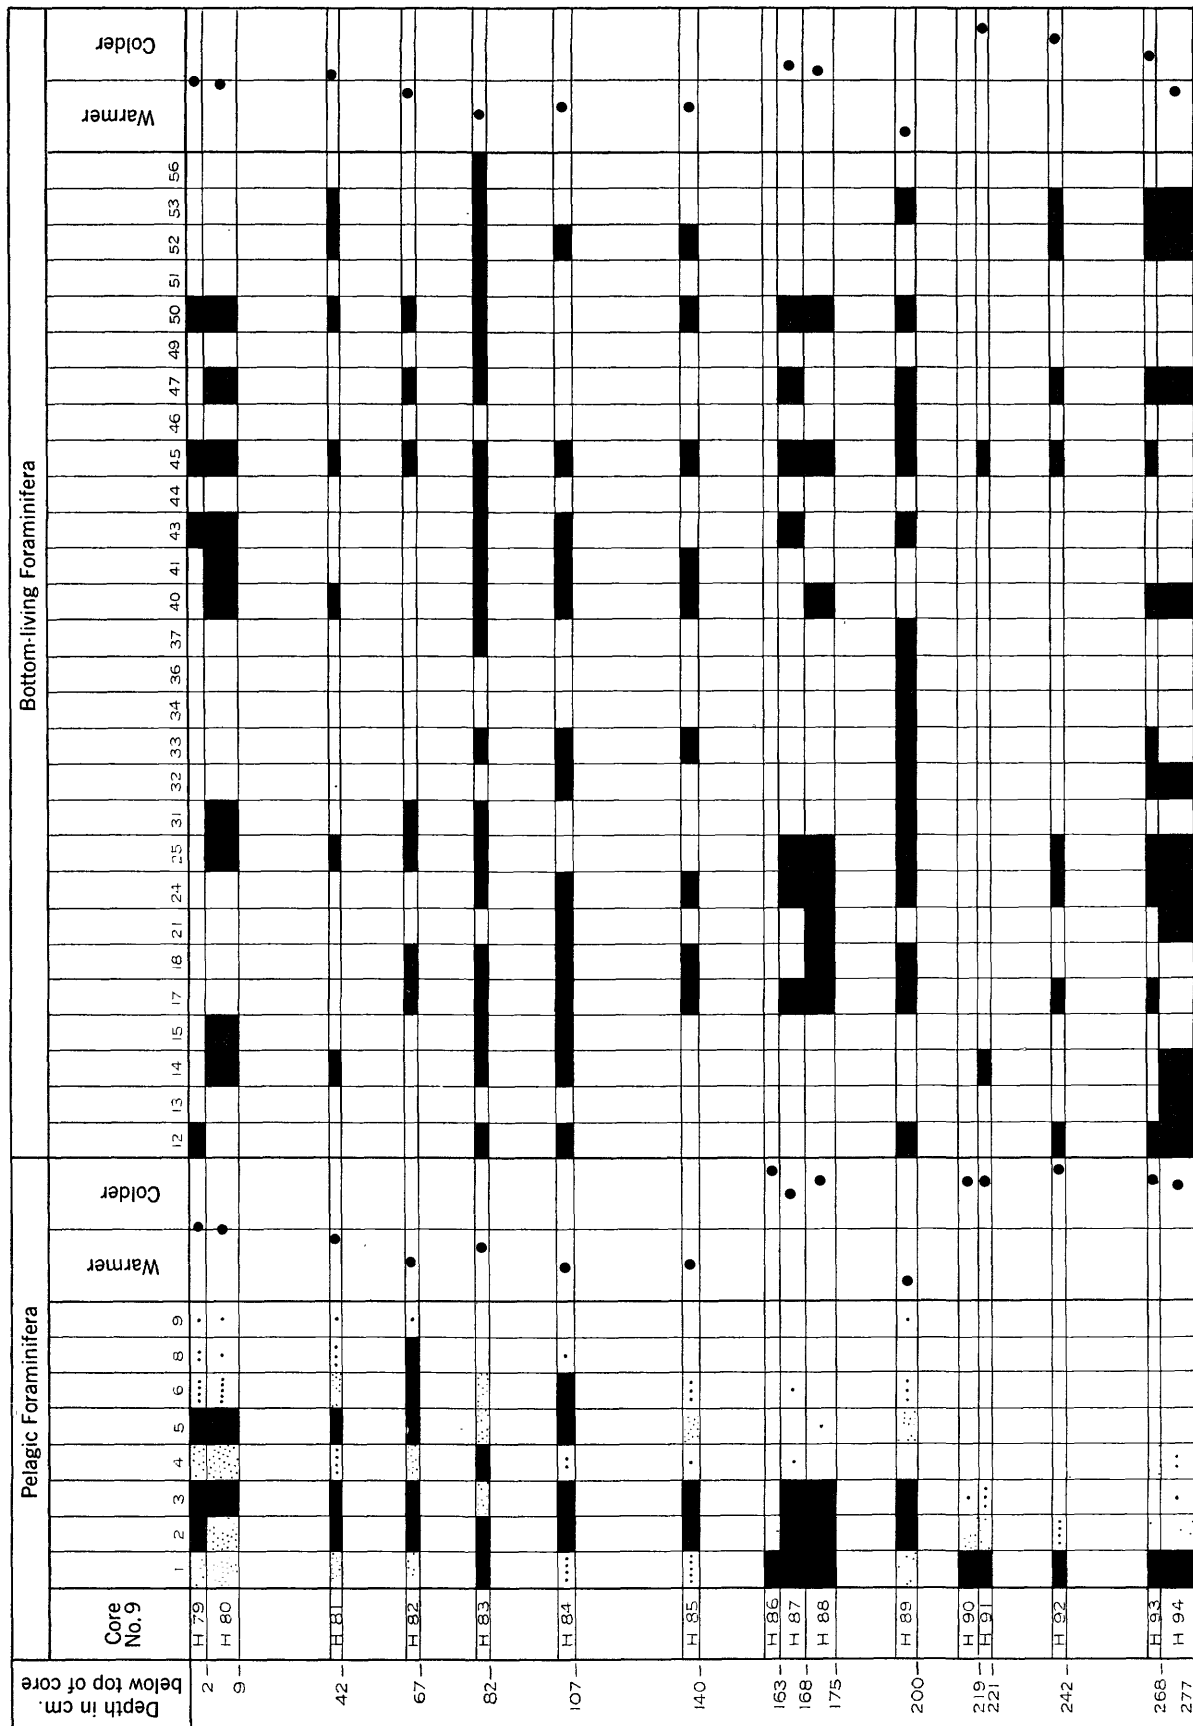 Depth in cm. below top of core
Core No. 9
Pelagic Foraminifera
Bottom-living Foraminifera
1 2 3 4 5 6 8 9 Warmer Colder
12 13 14 15 17 18 21 24 25 31 32 33 34 36 37 40 41 43 44 45 46 47 49 50 51 52 53 56 Warmer Colder
2 H 79
9 H 80
42 H 81
67 H 82
82 H 83
107 H 84
140 H 85
163 H 86
168 H 87
175 H 88
200 H 89
219 H 90
221 H 91
242 H 92
268 H 93
277 H 94